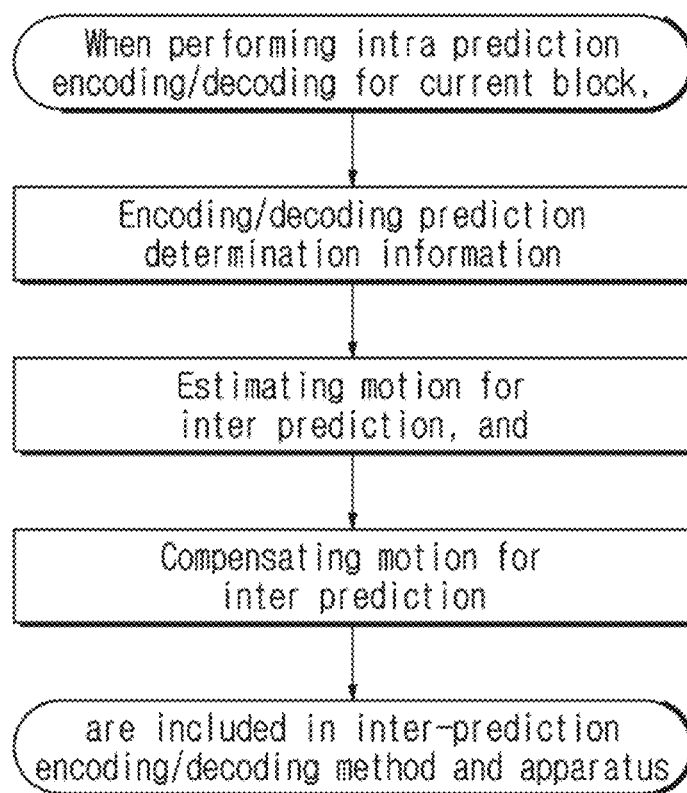 When performing intra prediction
encoding/decoding for current block,
Encoding/decoding prediction
determination information
Estimating motion for
inter prediction, and
Compensating motion for
inter prediction
are included in inter-prediction
encoding/decoding method and apparatus